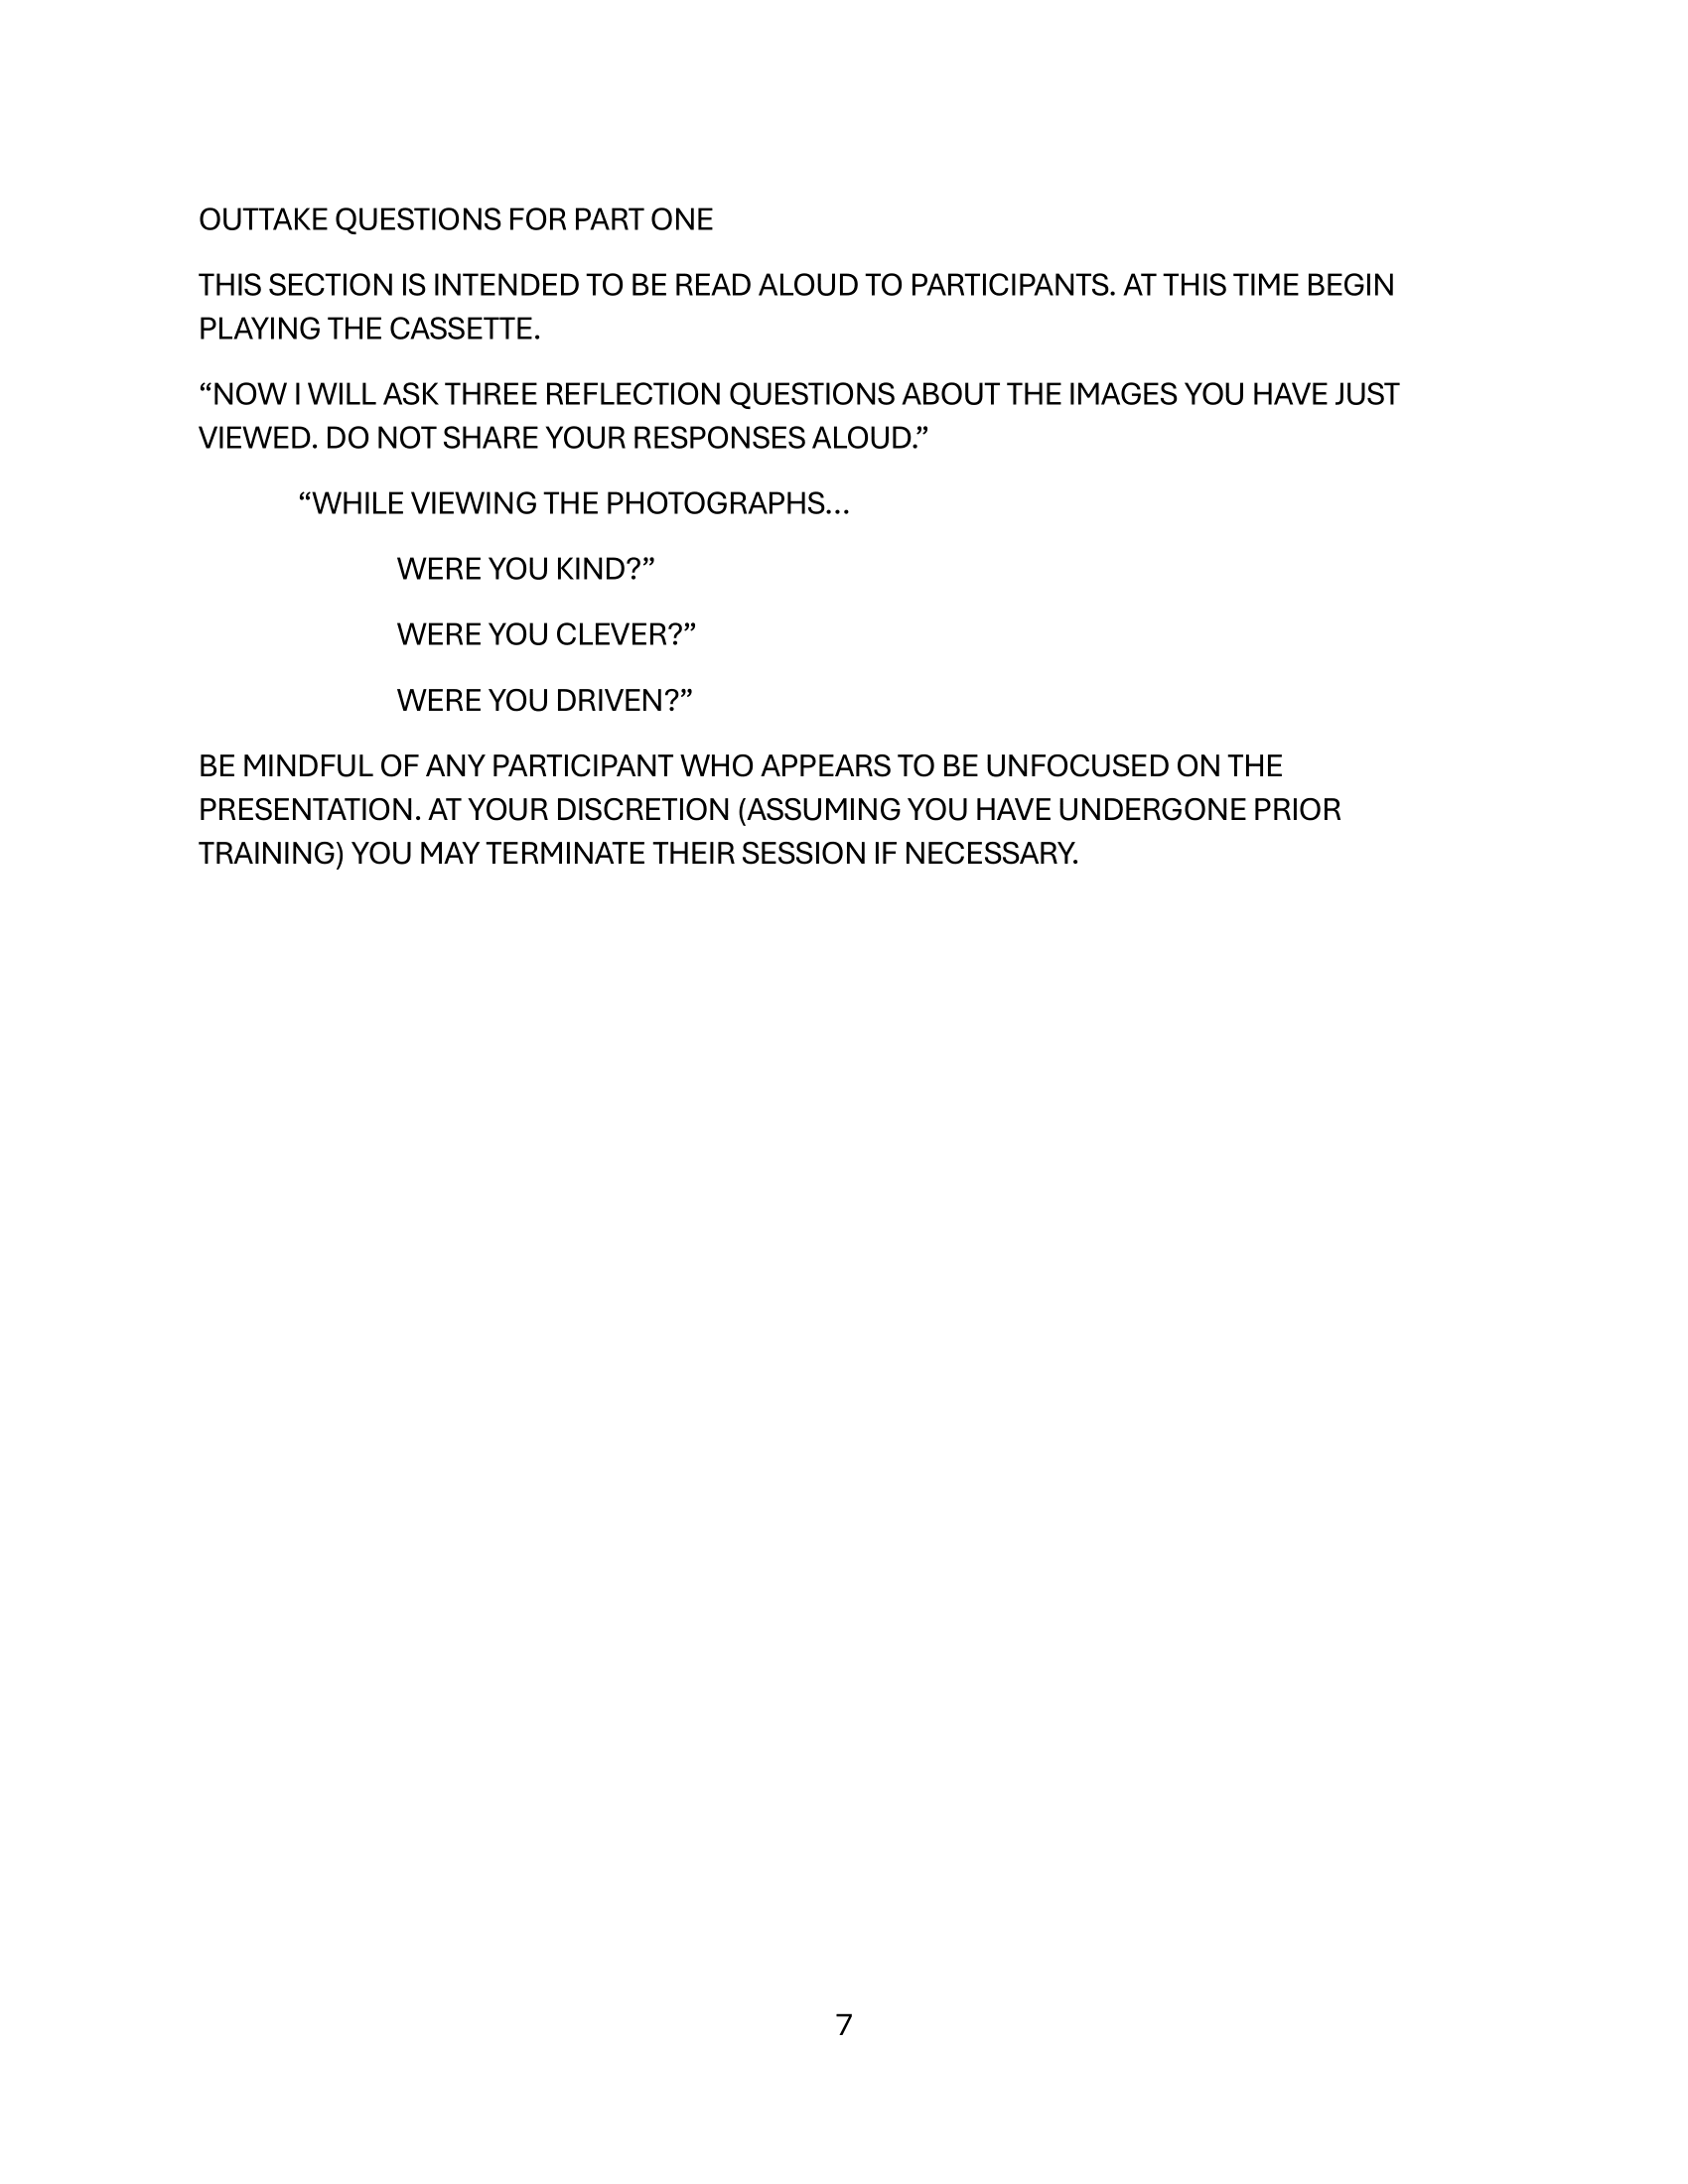 OUTTAKE QUESTIONS FOR PART ONE
THIS SECTION IS INTENDED TO BE READ ALOUD TO PARTICIPANTS. AT THIS TIME BEGIN
PLAYING THE CASSETTE.
“NOW I WILL ASK THREE REFLECTION QUESTIONS ABOUT THE IMAGES YOU HAVE JUST
VIEWED. DO NOT SHARE YOUR RESPONSES ALOUD.”
“WHILE VIEWING THE PHOTOGRAPHS…
WERE YOU KIND?”
WERE YOU CLEVER?”
WERE YOU DRIVEN?”
BE MINDFUL OF ANY PARTICIPANT WHO APPEARS TO BE UNFOCUSED ON THE
PRESENTATION. AT YOUR DISCRETION (ASSUMING YOU HAVE UNDERGONE PRIOR
TRAINING) YOU MAY TERMINATE THEIR SESSION IF NECESSARY.
7